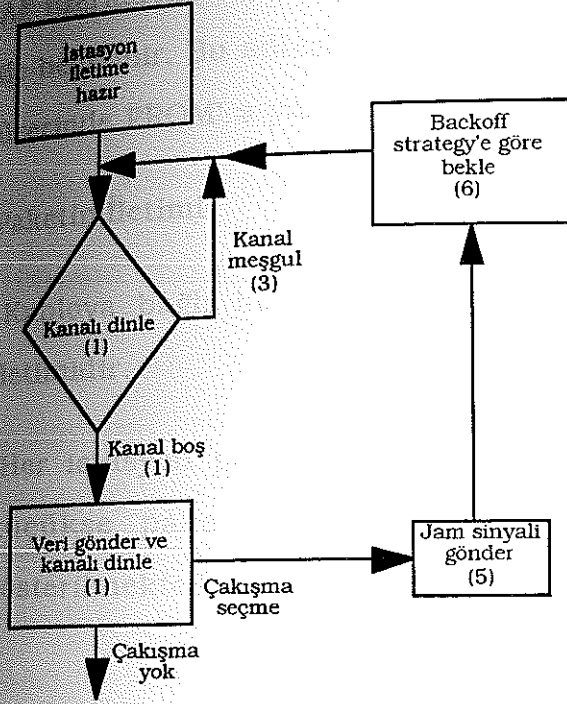 İstasyon
iletime
hazır
Backoff
strategy'e göre
bekle
(6)
Kanal
meşgul
(3)
Kanalı dinle
(1)
Kanal boş
(1)
Veri gönder ve
kanalı dinle
(1)
Çakışma
seçme
Jam sinyali
gönder
(5)
Çakışma
yok